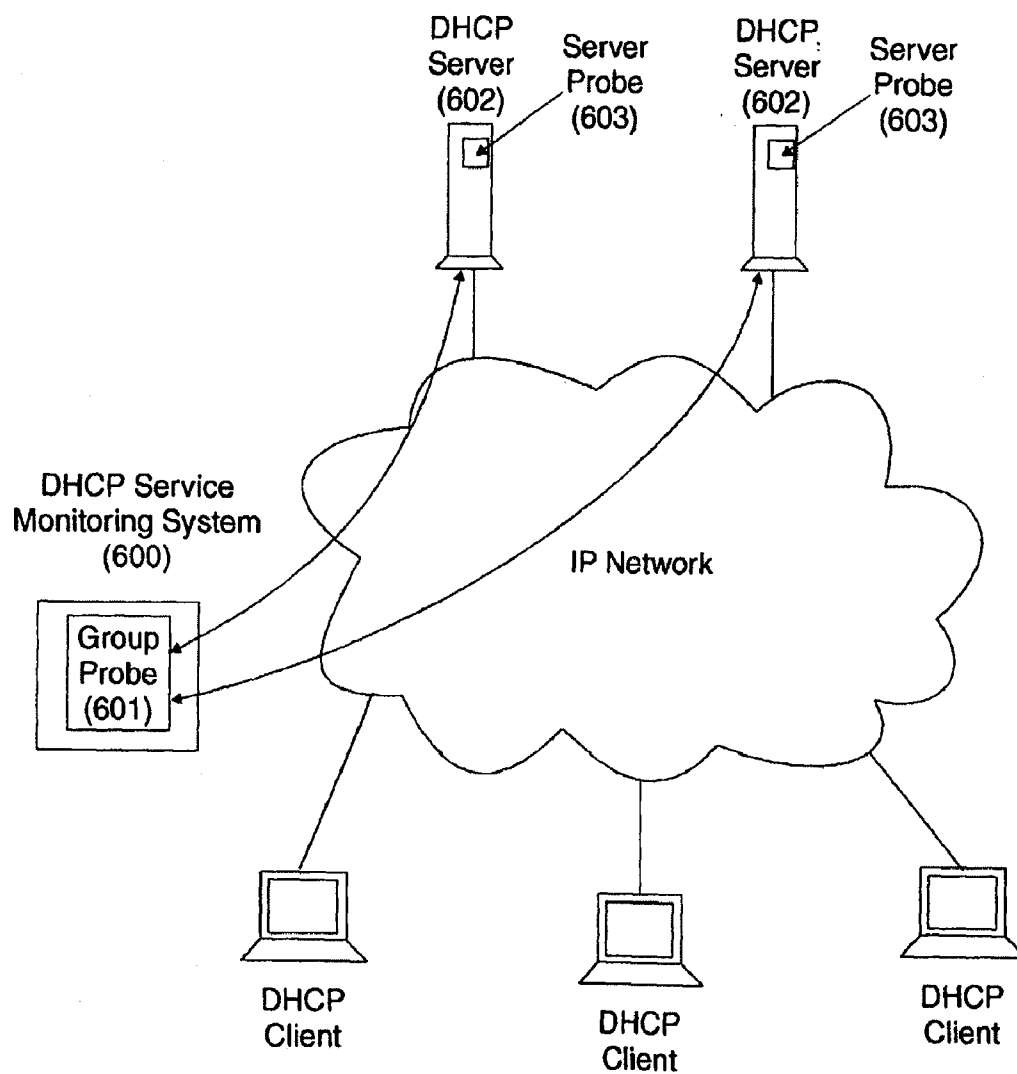 DHCP
Server
(602)
Server
Probe
(603)
DHCP
Server
(602)
Server
Probe
(603)
DHCP Service
Monitoring System
(600)
IP Network
Group
Probe
(601)
DHCP
Client
DHCP
Client
DHCP
Client